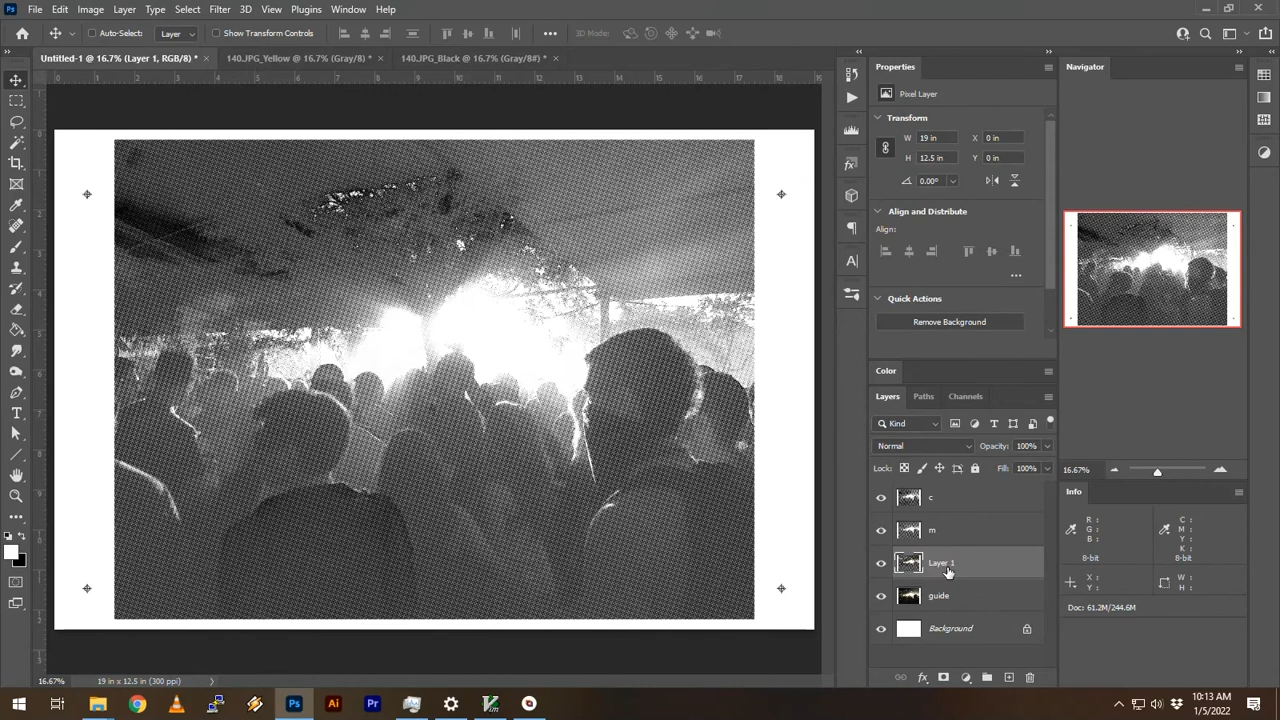 Ps File Edit Image Layer Type Select Filter 3D View Plugins Window Help
Auto-Select: Layer Show Transform Controls 3D Mode:
Untitled-1 @ 16.7% (Layer 1, RGB/8) * × 140.JPG_Yellow @ 16.7% (Gray/8) * × 140.JPG_Black @ 16.7% (Gray/8#) * ×
Properties
Pixel Layer
Transform
W 19 in X 0 in
H 12.5 in Y 0 in
0.00°
Align and Distribute
Align:
Quick Actions
Remove Background
Color
Layers Paths Channels
Kind
Normal Opacity: 100%
Lock: Fill: 100%
c
m
Layer 1
guide
Background
Navigator
16.67%
Info
R : C :
G : M :
B : Y :
K :
8-bit 8-bit
X : W :
Y : H :
Doc: 61.2M/244.6M
16.67% 19 in x 12.5 in (300 ppi)
Ps Ai Pr
10:13 AM
1/5/2022